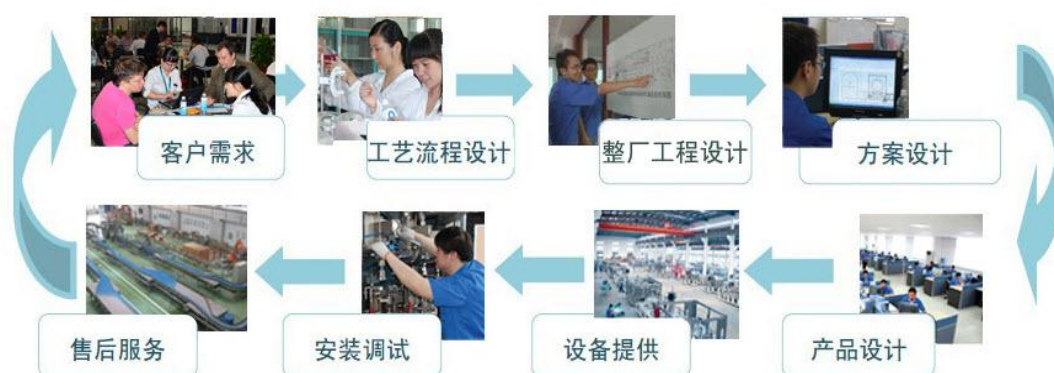 客户需求
工艺流程设计
整厂工程设计
方案设计
售后服务
安装调试
设备提供
产品设计